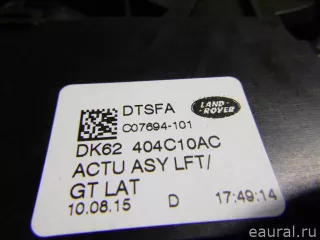 DTSFA
LAND-
ROVER
C07694-101
DK62 404C10AC
ACTU ASY LFT/
GT LAT
10.08.15 D 17:49:14
eaural.ru